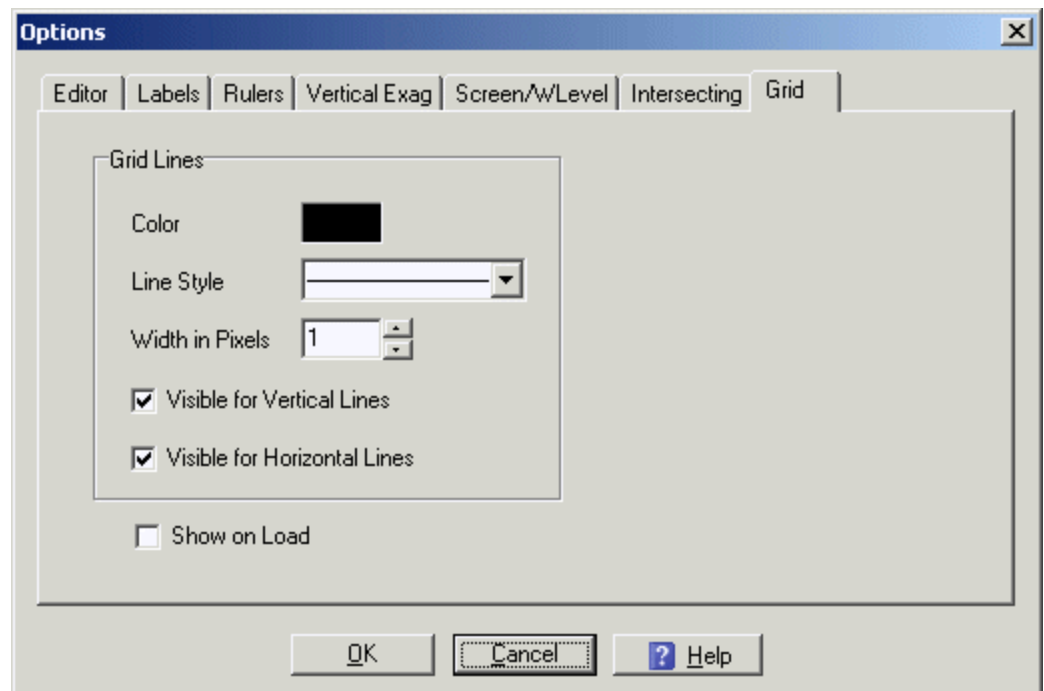 Options
Editor Labels Rulers Vertical Exag Screen/WLevel Intersecting Grid
Grid Lines
Color
Line Style
Width in Pixels 1
Visible for Vertical Lines
Visible for Horizontal Lines
Show on Load
OK Cancel ? Help